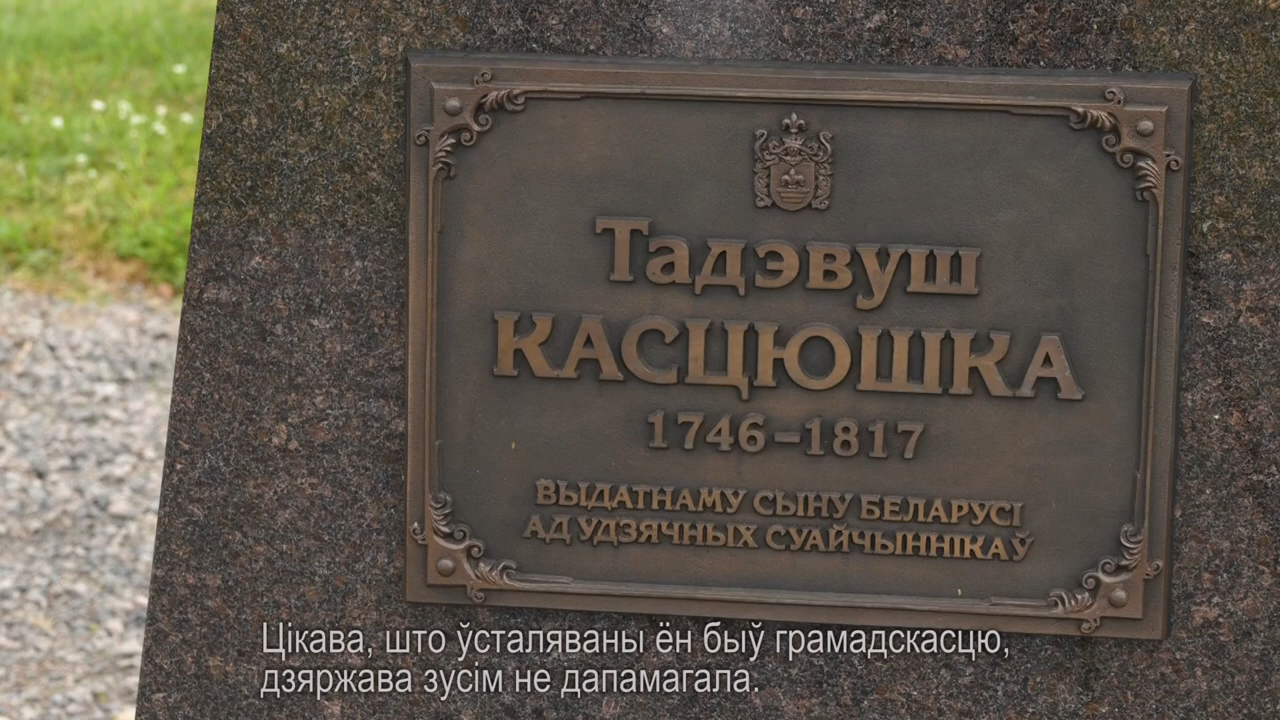 Тадэвуш
КАСЦЮШКА
1746–1817
ВЫДАТНАМУ СЫНУ БЕЛАРУСІ
АД УДЗЯЧНЫХ СУАЙЧЫННІКАЎ
Цікава, што ўсталяваны ён быў грамадскасцю,
дзяржава зусім не дапамагала.